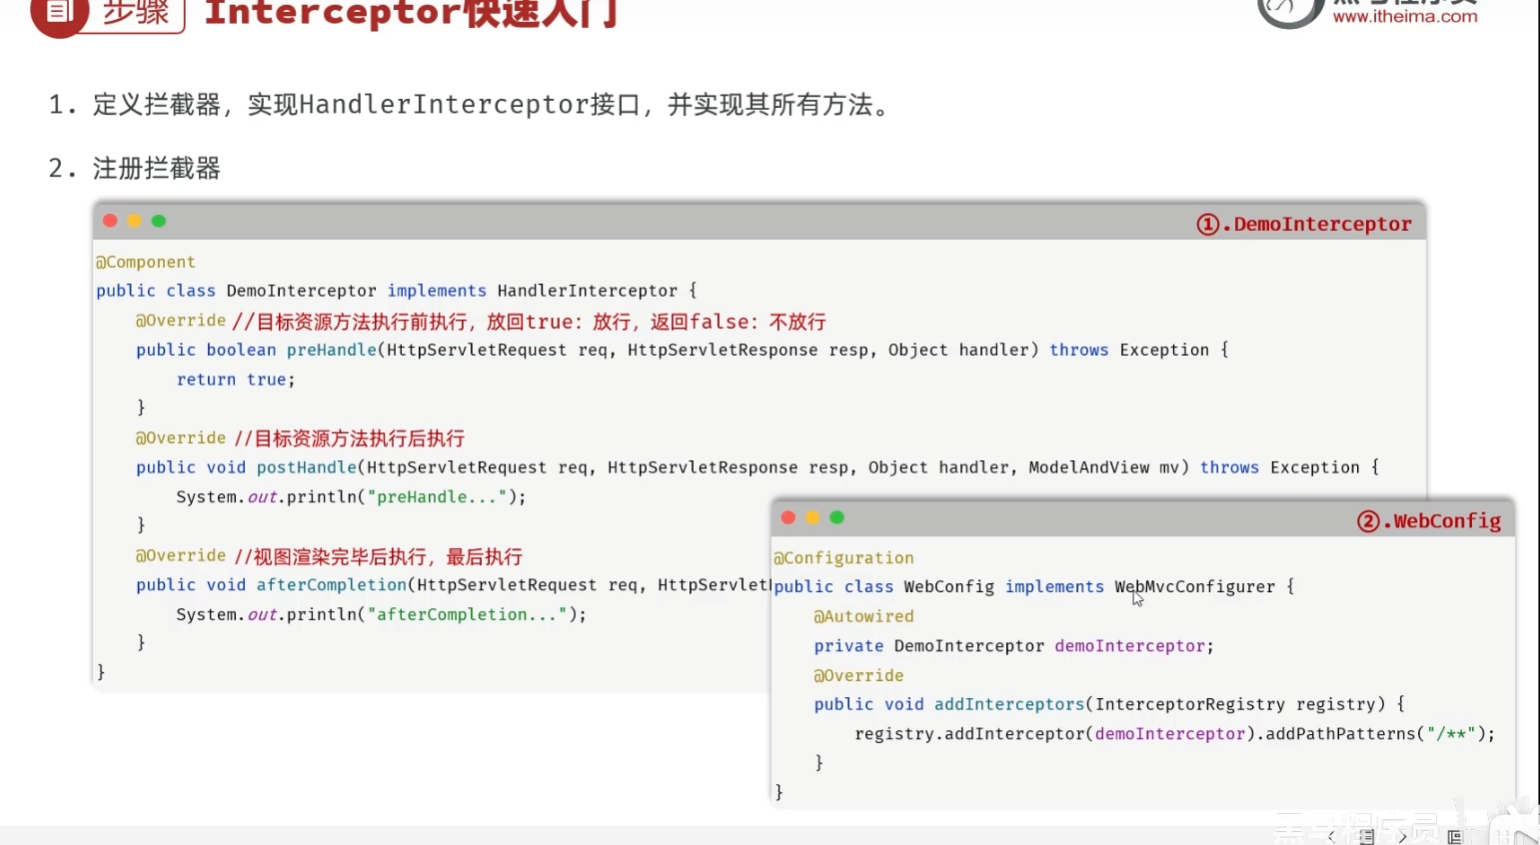 步骤 Interceptor快速入门
www.itheima.com
1. 定义拦截器，实现HandlerInterceptor接口，并实现其所有方法。
2. 注册拦截器
①.DemoInterceptor
@Component
public class DemoInterceptor implements HandlerInterceptor {
@Override //目标资源方法执行前执行，放回true：放行，返回false：不放行
public boolean preHandle(HttpServletRequest req, HttpServletResponse resp, Object handler) throws Exception {
return true;
}
@Override //目标资源方法执行后执行
public void postHandle(HttpServletRequest req, HttpServletResponse resp, Object handler, ModelAndView mv) throws Exception {
System.out.println("preHandle...");
}
@Override //视图渲染完毕后执行，最后执行
public void afterCompletion(HttpServletRequest req, HttpServlet
System.out.println("afterCompletion...");
}
}
②.WebConfig
@Configuration
public class WebConfig implements WebMvcConfigurer {
@Autowired
private DemoInterceptor demoInterceptor;
@Override
public void addInterceptors(InterceptorRegistry registry) {
registry.addInterceptor(demoInterceptor).addPathPatterns("/**");
}
}
黑马程序员